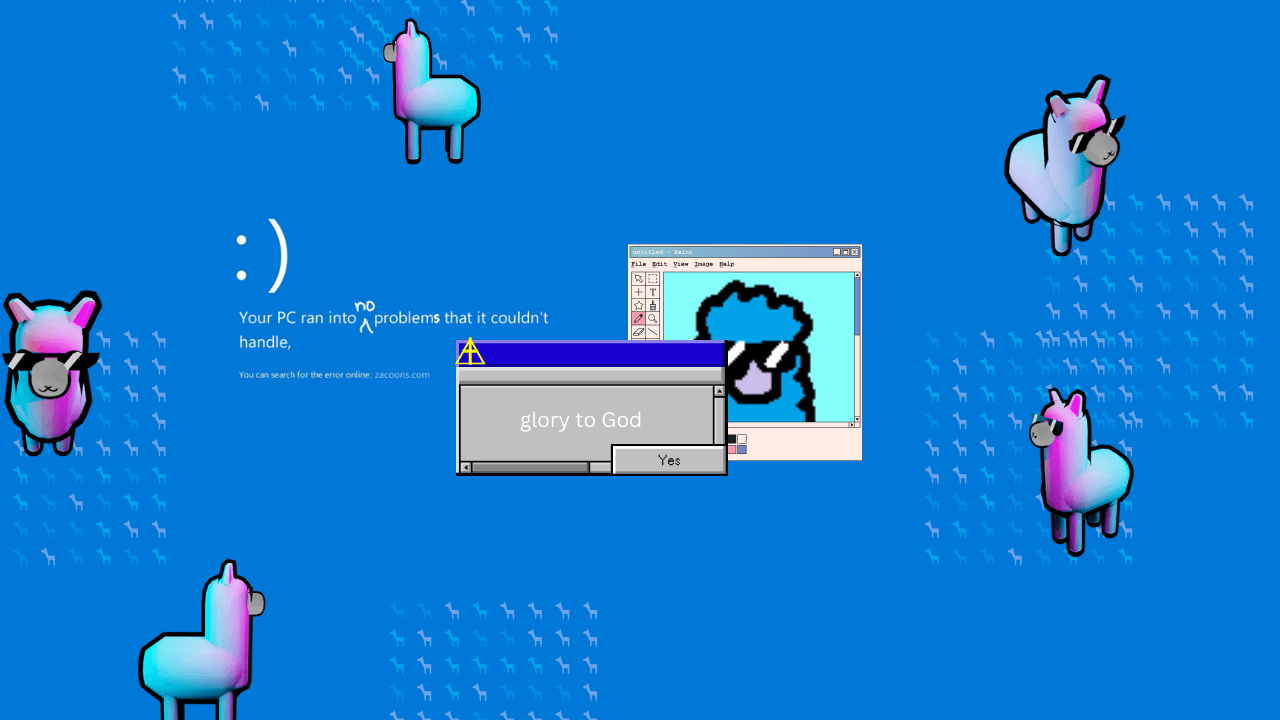 :)
no
Your PC ran into problems that it couldn't
handle,
You can search for the error online: zacoons.com
untitled - Paint
File Edit View Image Help
T
glory to God
Yes